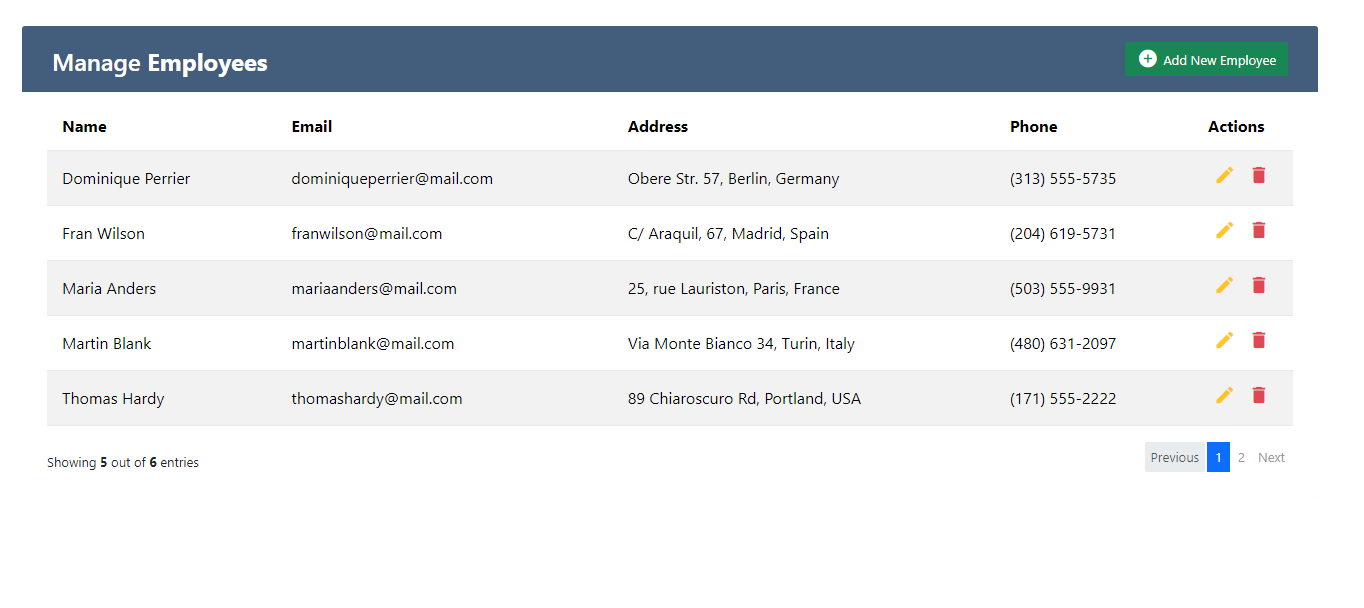 Manage Employees
Add New Employee
Name Email Address Phone Actions
Dominique Perrier dominiqueperrier@mail.com Obere Str. 57, Berlin, Germany (313) 555-5735
Fran Wilson franwilson@mail.com C/ Araquil, 67, Madrid, Spain (204) 619-5731
Maria Anders mariaanders@mail.com 25, rue Lauriston, Paris, France (503) 555-9931
Martin Blank martinblank@mail.com Via Monte Bianco 34, Turin, Italy (480) 631-2097
Thomas Hardy thomashardy@mail.com 89 Chiaroscuro Rd, Portland, USA (171) 555-2222
Showing 5 out of 6 entries
Previous 1 2 Next